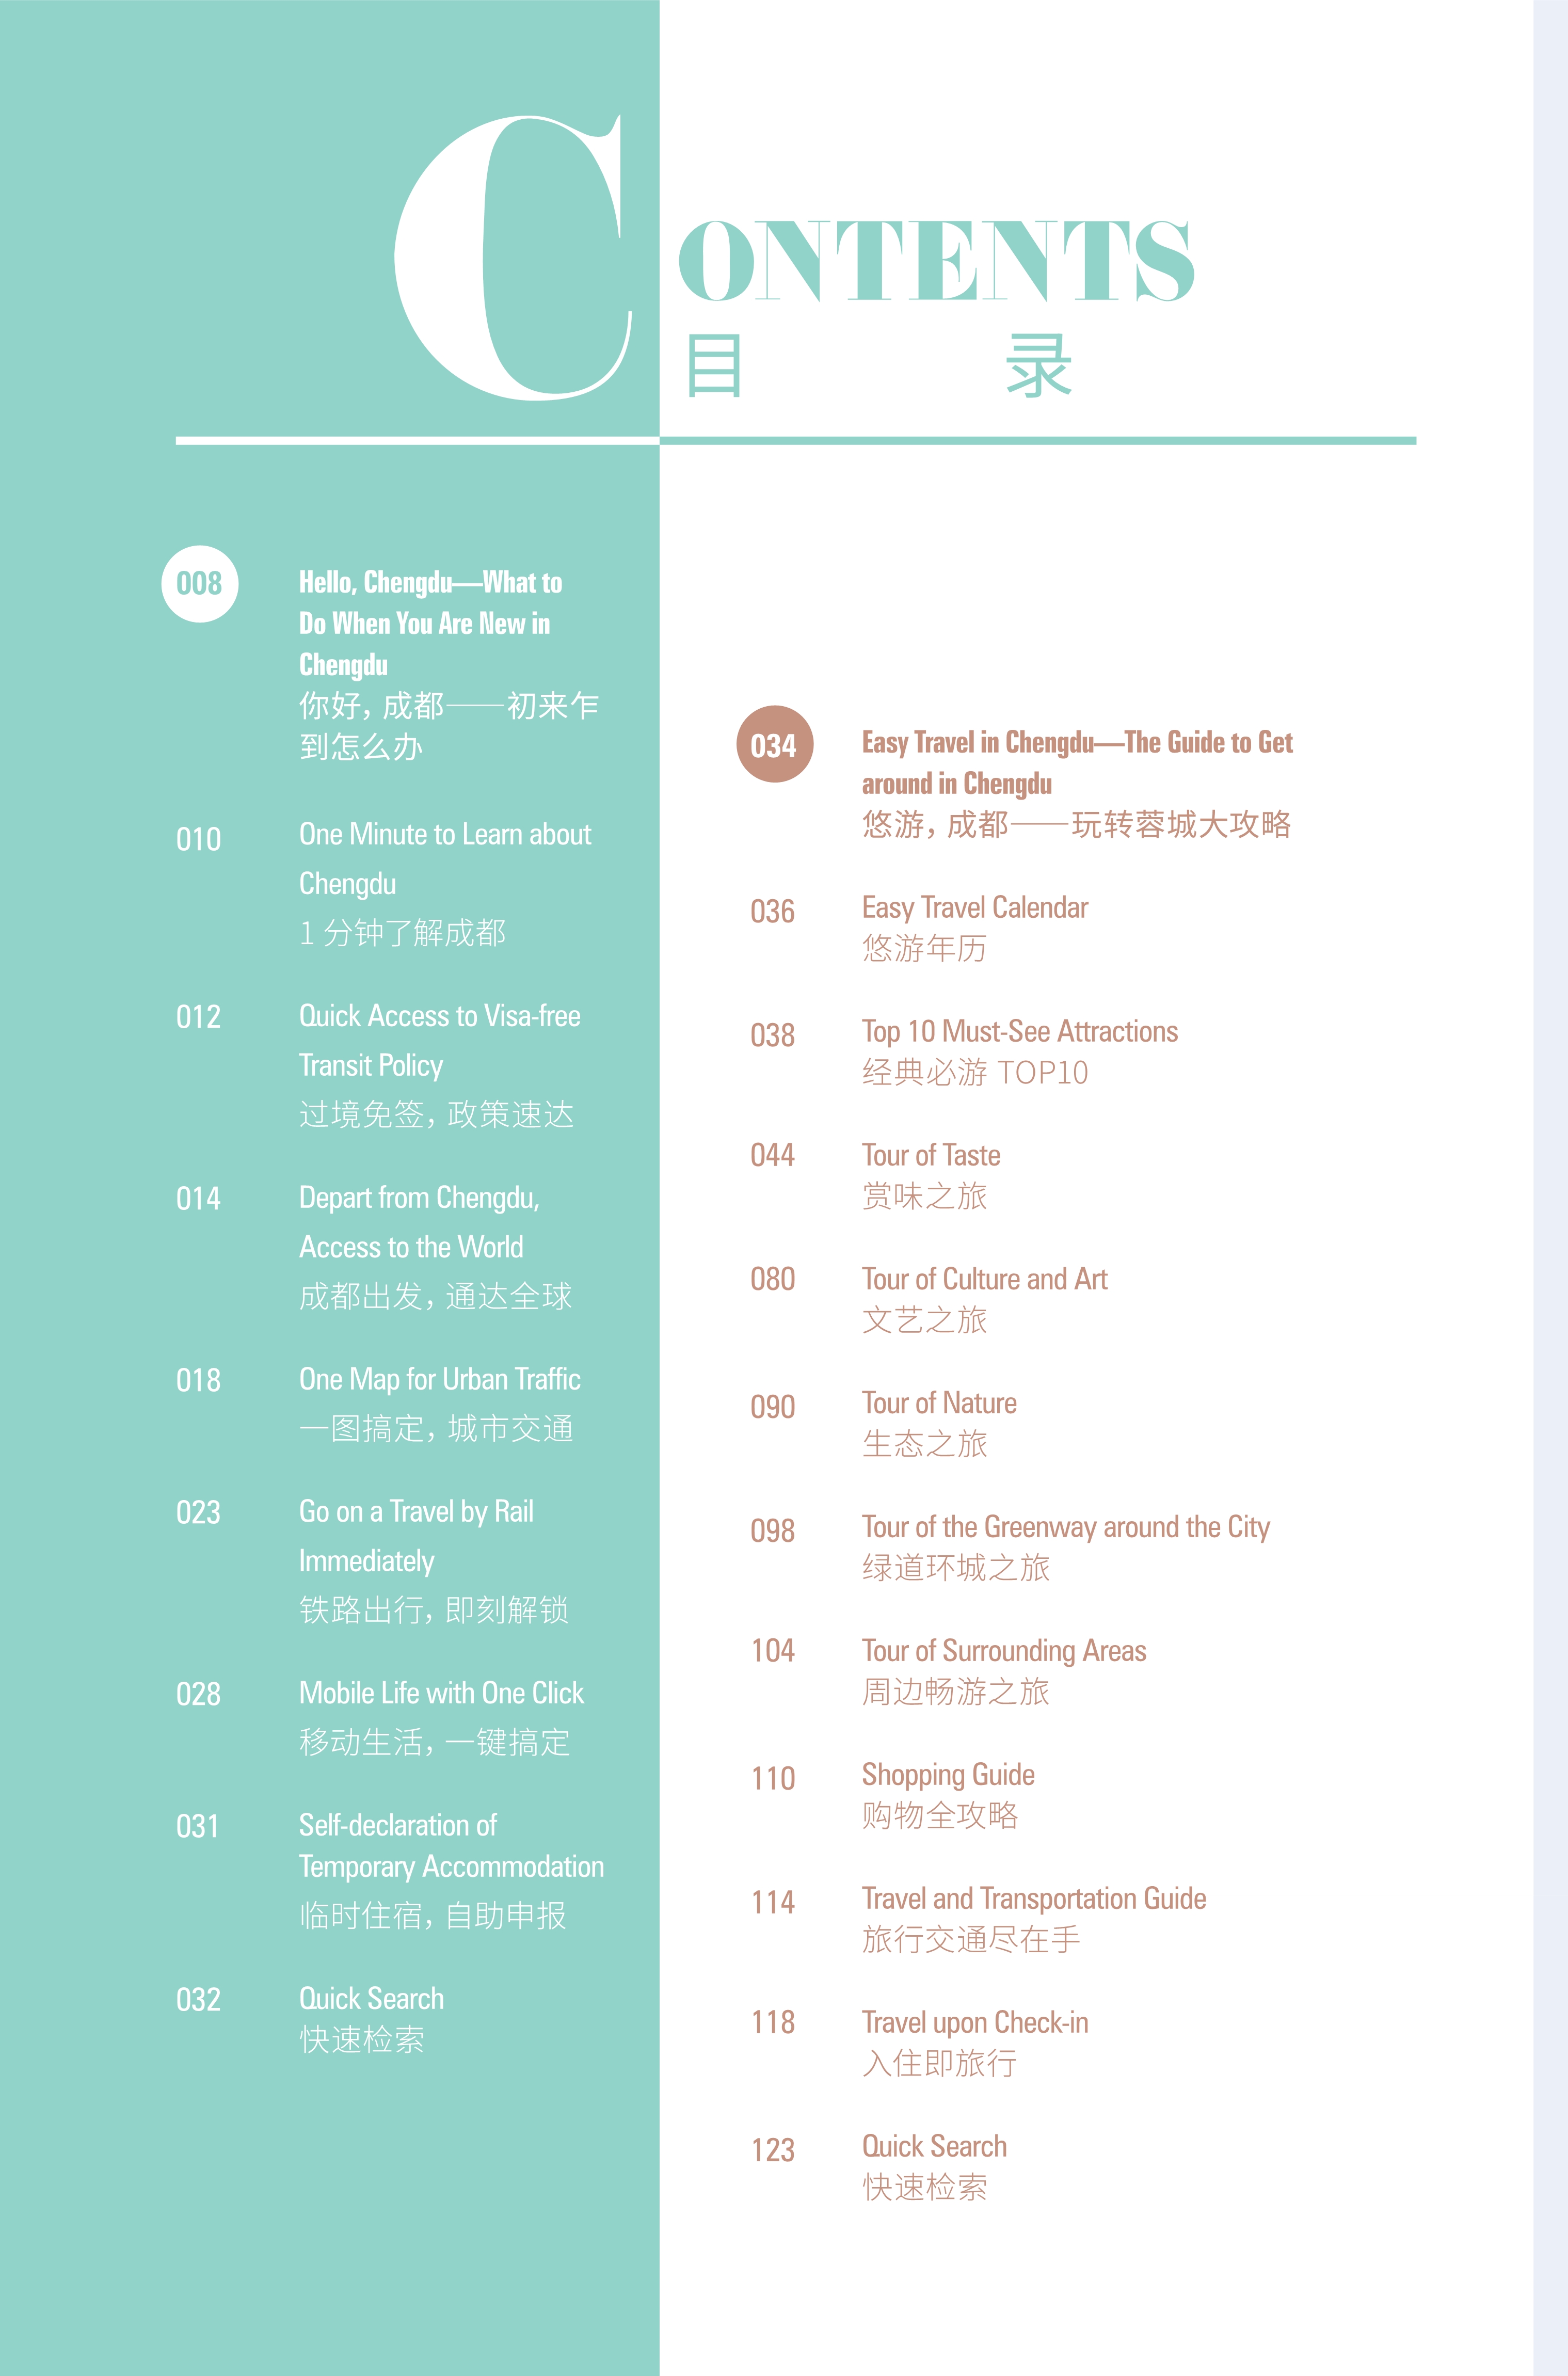 CONTENTS
目 录
008
Hello, Chengdu——What to
Do When You Are New in
Chengdu
你好，成都——初来乍
到怎么办
010
One Minute to Learn about
Chengdu
1 分钟了解成都
012
Quick Access to Visa-free
Transit Policy
过境免签，政策速达
014
Depart from Chengdu,
Access to the World
成都出发，通达全球
018
One Map for Urban Traffic
一图搞定，城市交通
023
Go on a Travel by Rail
Immediately
铁路出行，即刻解锁
028
Mobile Life with One Click
移动生活，一键搞定
031
Self-declaration of
Temporary Accommodation
临时住宿，自助申报
032
Quick Search
快速检索
034
Easy Travel in Chengdu——The Guide to Get
around in Chengdu
悠游，成都——玩转蓉城大攻略
036
Easy Travel Calendar
悠游年历
038
Top 10 Must-See Attractions
经典必游 TOP10
044
Tour of Taste
赏味之旅
080
Tour of Culture and Art
文艺之旅
090
Tour of Nature
生态之旅
098
Tour of the Greenway around the City
绿道环城之旅
104
Tour of Surrounding Areas
周边畅游之旅
110
Shopping Guide
购物全攻略
114
Travel and Transportation Guide
旅行交通尽在手
118
Travel upon Check-in
入住即旅行
123
Quick Search
快速检索